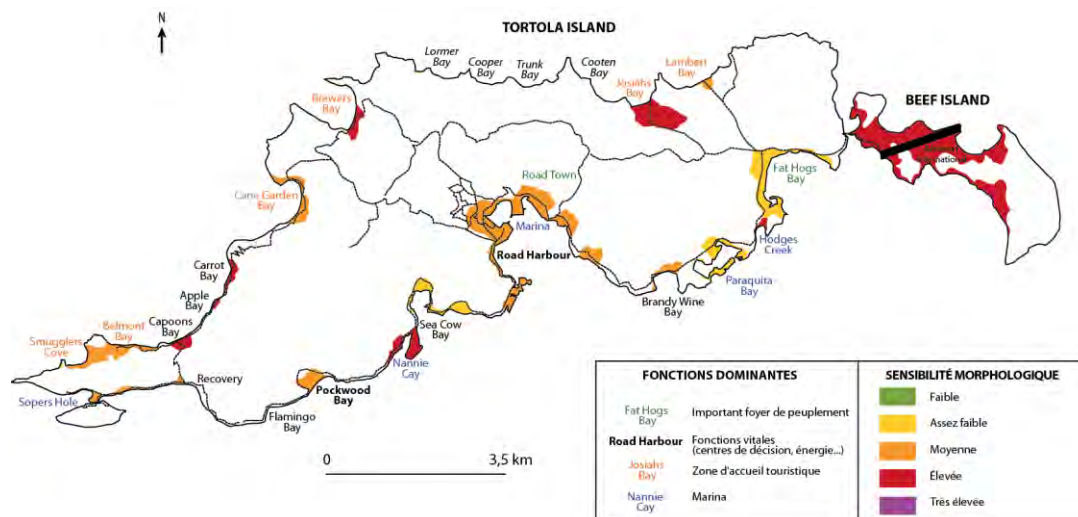 N
TORTOLA ISLAND
Lormer
Bay
Cooper
Bay
Trunk
Bay
Cooten
Bay
Josiahs
Bay
Lambert
Bay
BEEF ISLAND
Brewers
Bay
Road Town
Fat Hogs
Bay
Cane Garden
Bay
Marina
Road Harbour
Hodges
Creek
Paraquita
Bay
Carrot
Bay
Brandy Wine
Bay
Apple
Bay
Sea Cow
Bay
Capoons
Bay
Belmont
Bay
Smugglers
Cove
Nannie
Cay
Recovery
Pockwood
Bay
Sopers Hole
Flamingo
Bay
0 3,5 km
FONCTIONS DOMINANTES
Fat Hogs
Bay
Important foyer de peuplement
Road Harbour
Fonctions vitales
(centres de décision, énergie...)
Josiahs
Bay
Zone d'accueil touristique
Nannie
Cay
Marina
SENSIBILITÉ MORPHOLOGIQUE
Faible
Assez faible
Moyenne
Élevée
Très élevée